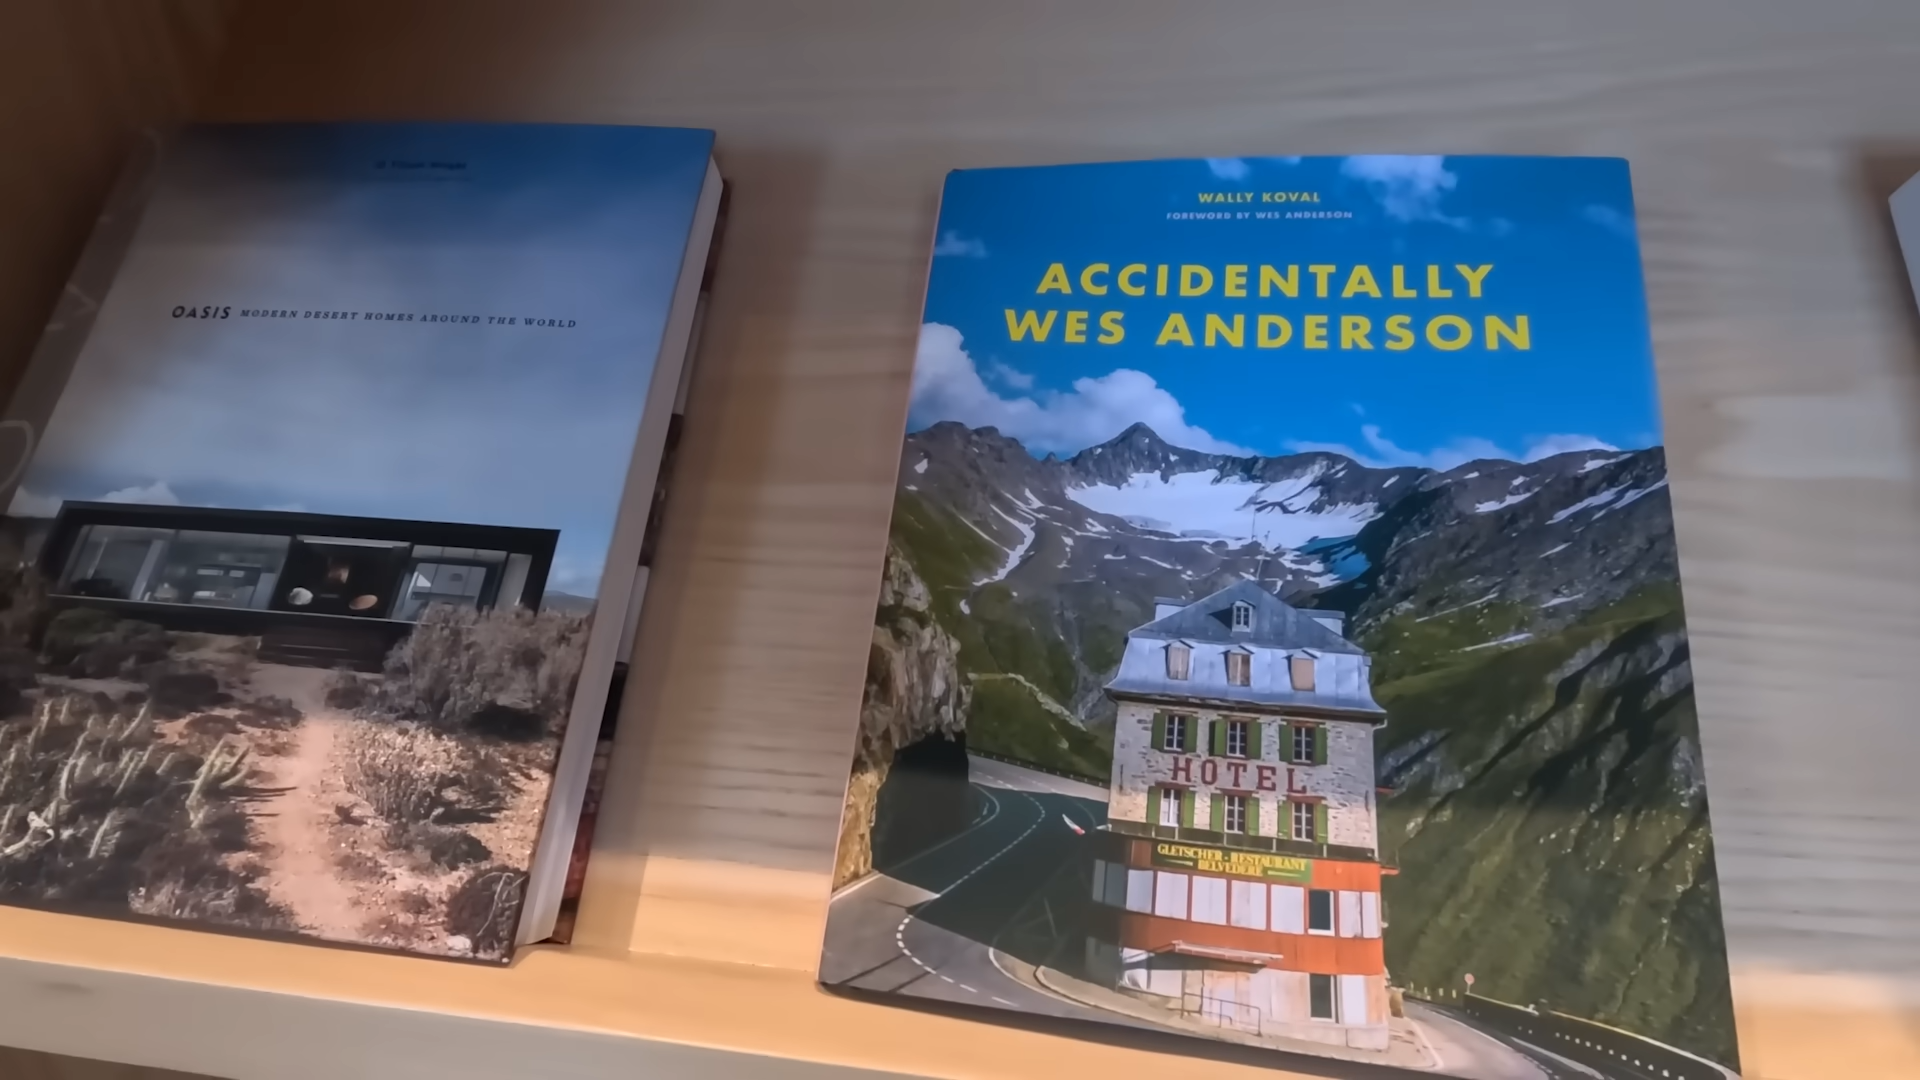 OASIS MODERN DESERT HOMES AROUND THE WORLD
WALLY KOVAL
FOREWORD BY WES ANDERSON
ACCIDENTALLY
WES ANDERSON
HOTEL
GLETSCHER - RESTAURANT
BELVEDERE